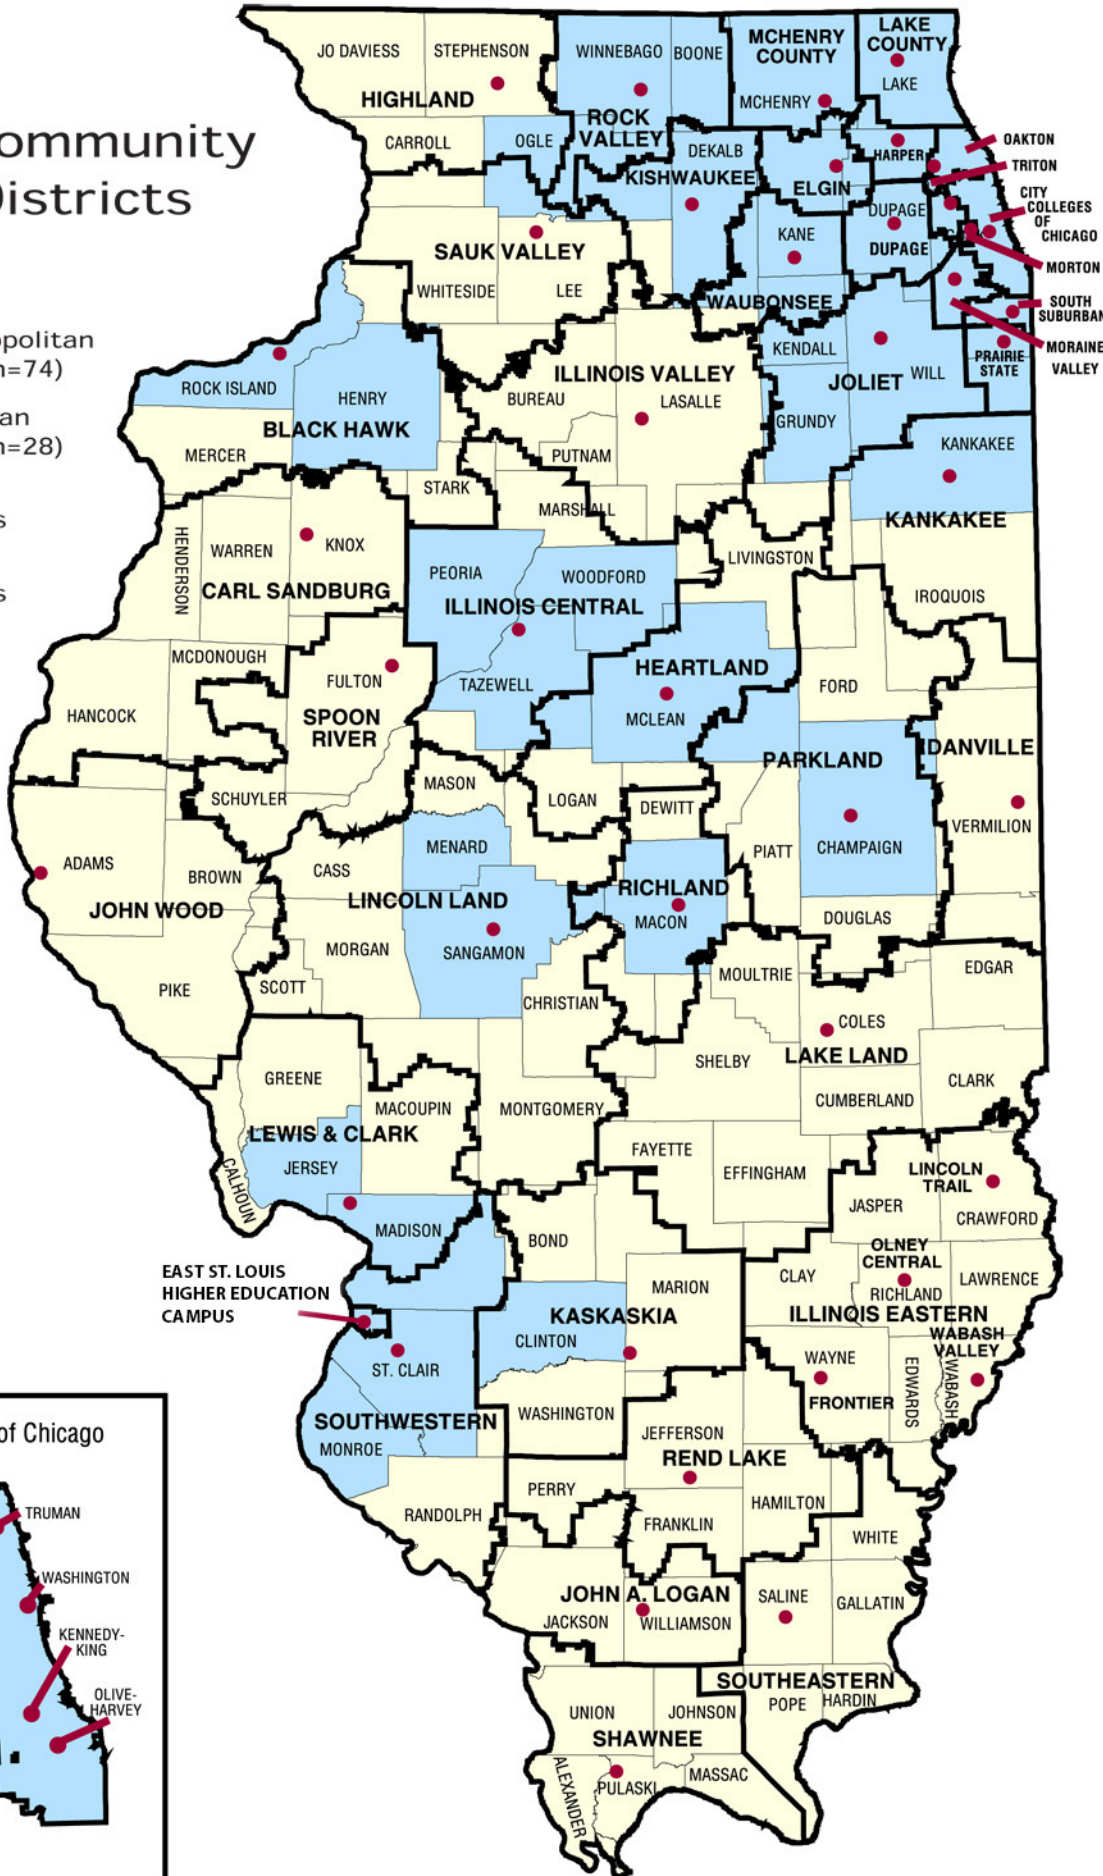 ommunity
istricts
opolitan
n=74)
an
n=28)
s
s
JO DAVIESS
STEPHENSON
WINNEBAGO
BOONE
MCHENRY
COUNTY
LAKE
COUNTY
LAKE
HIGHLAND
MCHENRY
ROCK
VALLEY
CARROLL
OGLE
DEKALB
HARPER
OAKTON
TRITON
KISHWAUKEE
ELGIN
CITY
COLLEGES
OF
CHICAGO
DUPAGE
DUPAGE
KANE
SAUK VALLEY
MORTON
WHITESIDE
LEE
WAUBONSEE
SOUTH
SUBURBAN
MORAINE
VALLEY
KENDALL
PRAIRIE
STATE
ROCK ISLAND
HENRY
BUREAU
ILLINOIS VALLEY
LASALLE
JOLIET
WILL
BLACK HAWK
GRUNDY
MERCER
PUTNAM
KANKAKEE
STARK
MARSHALL
KANKAKEE
HENDERSON
WARREN
KNOX
LIVINGSTON
CARL SANDBURG
PEORIA
WOODFORD
ILLINOIS CENTRAL
IROQUOIS
MCDONOUGH
FULTON
TAZEWELL
HEARTLAND
FORD
HANCOCK
SPOON
RIVER
MCLEAN
PARKLAND
DANVILLE
SCHUYLER
MASON
LOGAN
DEWITT
VERMILION
ADAMS
BROWN
CASS
MENARD
PIATT
CHAMPAIGN
JOHN WOOD
LINCOLN LAND
RICHLAND
MACON
DOUGLAS
MORGAN
SANGAMON
PIKE
SCOTT
CHRISTIAN
MOULTRIE
EDGAR
COLES
SHELBY
LAKE LAND
GREENE
MACOUPIN
MONTGOMERY
CUMBERLAND
CLARK
LEWIS & CLARK
JERSEY
CALHOUN
FAYETTE
EFFINGHAM
LINCOLN
TRAIL
JASPER
CRAWFORD
MADISON
BOND
OLNEY
CENTRAL
EAST ST. LOUIS
HIGHER EDUCATION
CAMPUS
MARION
CLAY
RICHLAND
LAWRENCE
KASKASKIA
ILLINOIS EASTERN
CLINTON
WABASH
VALLEY
ST. CLAIR
WAYNE
EDWARDS
WABASH
FRONTIER
SOUTHWESTERN
WASHINGTON
JEFFERSON
MONROE
REND LAKE
PERRY
HAMILTON
RANDOLPH
FRANKLIN
WHITE
JOHN A. LOGAN
SALINE
GALLATIN
JACKSON
WILLIAMSON
SOUTHEASTERN
UNION
JOHNSON
POPE
HARDIN
SHAWNEE
ALEXANDER
PULASKI
MASSAC
of Chicago
TRUMAN
WASHINGTON
KENNEDY-
KING
OLIVE-
HARVEY